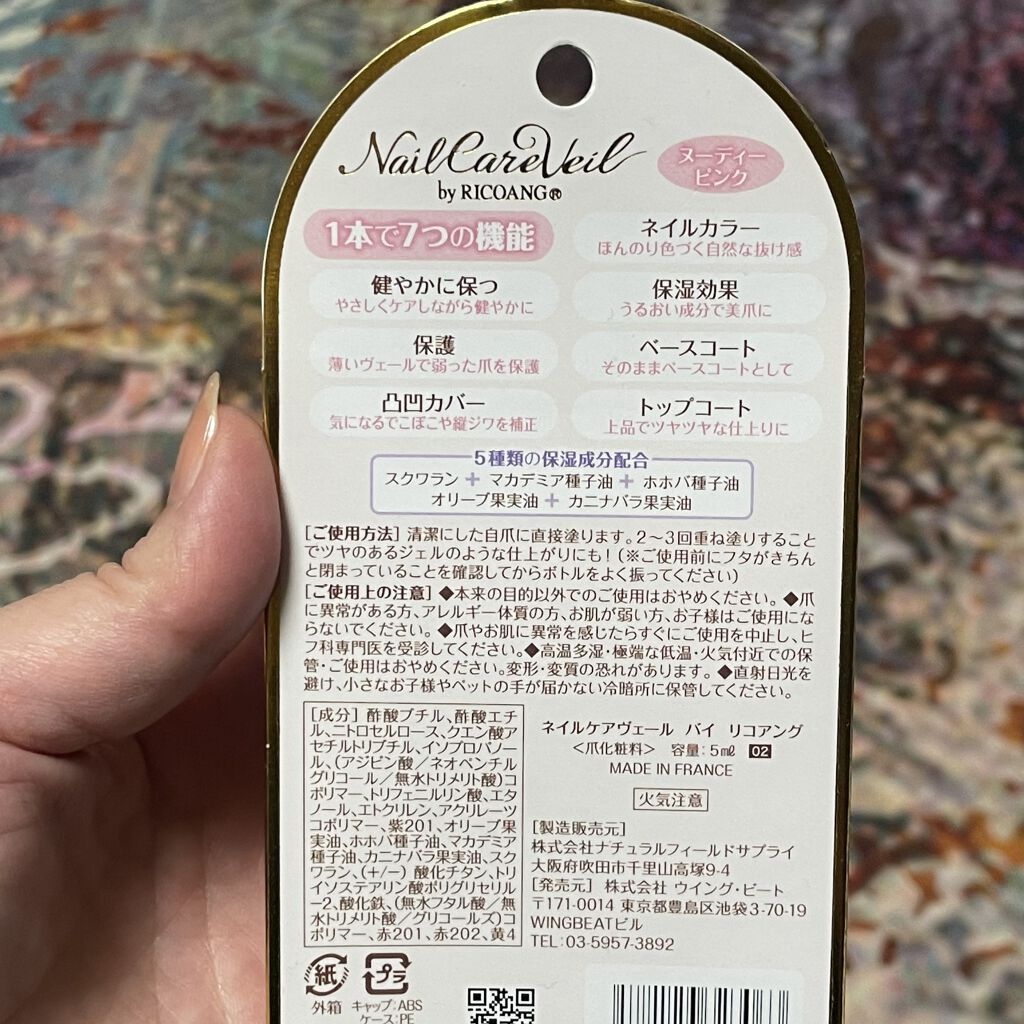 Nail Care Veil
by RICOANG®
ヌーディー
ピンク
1本で7つの機能
ネイルカラー
ほんのり色づく自然な抜け感
健やかに保つ
やさしくケアしながら健やかに
保湿効果
うるおい成分で美爪に
保護
薄いヴェールで弱った爪を保護
ベースコート
そのままベースコートとして
凸凹カバー
気になるでこぼこや縦ジワを補正
トップコート
上品でツヤツヤな仕上りに
5種類の保湿成分配合
スクワラン + マカデミア種子油 + ホホバ種子油
オリーブ果実油 + カニナバラ果実油
[ご使用方法] 清潔にした自爪に直接塗ります。2〜3回重ね塗りすること
でツヤのあるジェルのような仕上がりにも!(※ご使用前にフタがきちん
と閉まっていることを確認してからボトルをよく振ってください)
[ご使用上の注意] ◆本来の目的以外でのご使用はおやめください。◆爪
に異常がある方、アレルギー体質の方、お肌が弱い方、お子様はご使用にな
らないでください。◆爪やお肌に異常を感じたらすぐにご使用を中止し、ヒ
フ科専門医を受診してください。◆高温多湿・極端な低温・火気付近での保
管・ご使用はおやめください。変形・変質の恐れがあります。◆直射日光を
避け、小さなお子様やペットの手が届かない冷暗所に保管してください。
[成分] 酢酸ブチル、酢酸エチ
ル、ニトロセルロース、クエン酸ア
セチルトリブチル、イソプロパノー
ル、(アジピン酸/ネオペンチル
グリコール/無水トリメリト酸)コ
ポリマー、トリフェニルリン酸、エタ
ノール、エトクリレン、アクリレーツ
コポリマー、紫201、オリーブ果
実油、ホホバ種子油、マカデミア
種子油、カニナバラ果実油、スク
ワラン、(+/−) 酸化チタン、トリ
イソステアリン酸ポリグリセリル
-2、酸化鉄、(無水フタル酸/無
水トリメリト酸/グリコールズ)コ
ポリマー、赤201、赤202、黄4
ネイルケアヴェール バイ リコアング
<爪化粧料> 容量:5㎖ 02
MADE IN FRANCE
火気注意
[製造販売元]
株式会社ナチュラルフィールドサプライ
大阪府吹田市千里山高塚9-4
[発売元] 株式会社 ウイング・ビート
〒171-0014 東京都豊島区池袋3-70-19
WINGBEATビル
TEL:03-5957-3892
紙
外箱
プラ
キャップ:ABS
ケース:PE